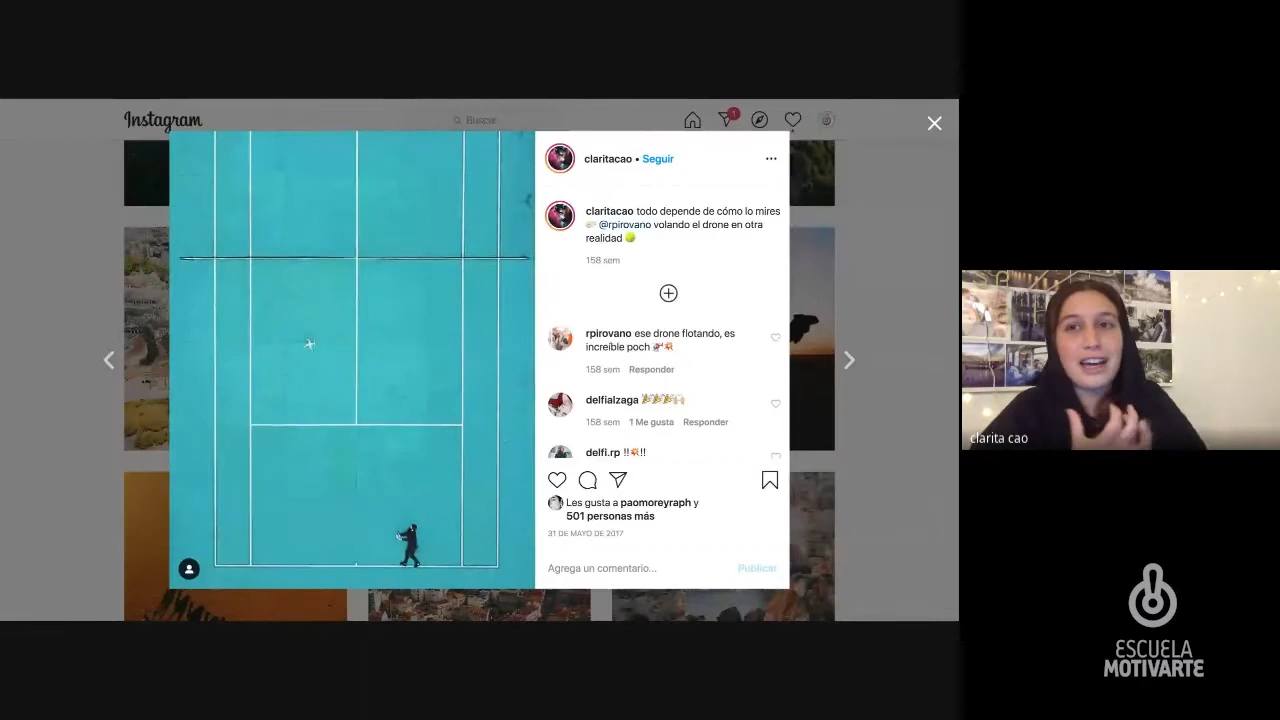 Instagram
Buscar
1
claritacao • Seguir
claritacao todo depende de cómo lo mires
@rpirovano volando el drone en otra
realidad
158 sem
rpirovano ese drone flotando, es
increíble poch
158 sem Responder
delfialzaga
158 sem 1 Me gusta Responder
delfi.rp !!💥!!
Les gusta a paomoreyraph y
501 personas más
31 DE MAYO DE 2017
Agrega un comentario...
Publicar
clarita cao
ESCUELA
MOTIVARTE